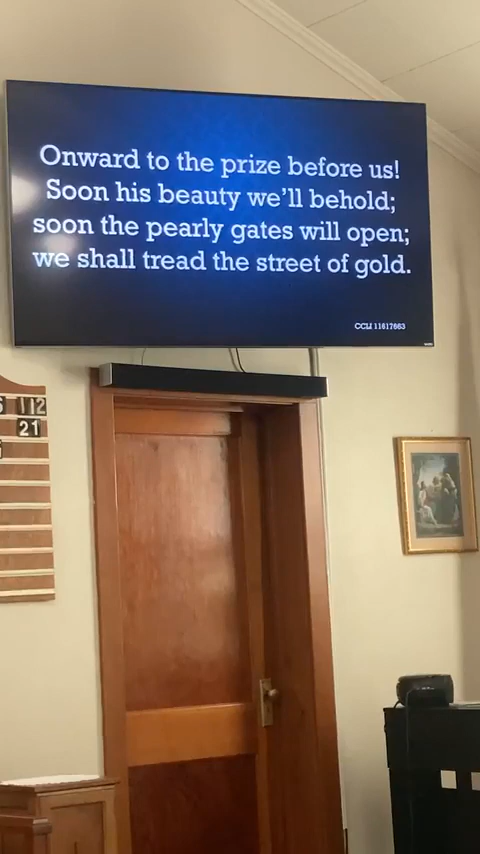 Onward to the prize before us!
Soon his beauty we'll behold;
soon the pearly gates will open;
we shall tread the street of gold.
CCLI 11617663
112
21